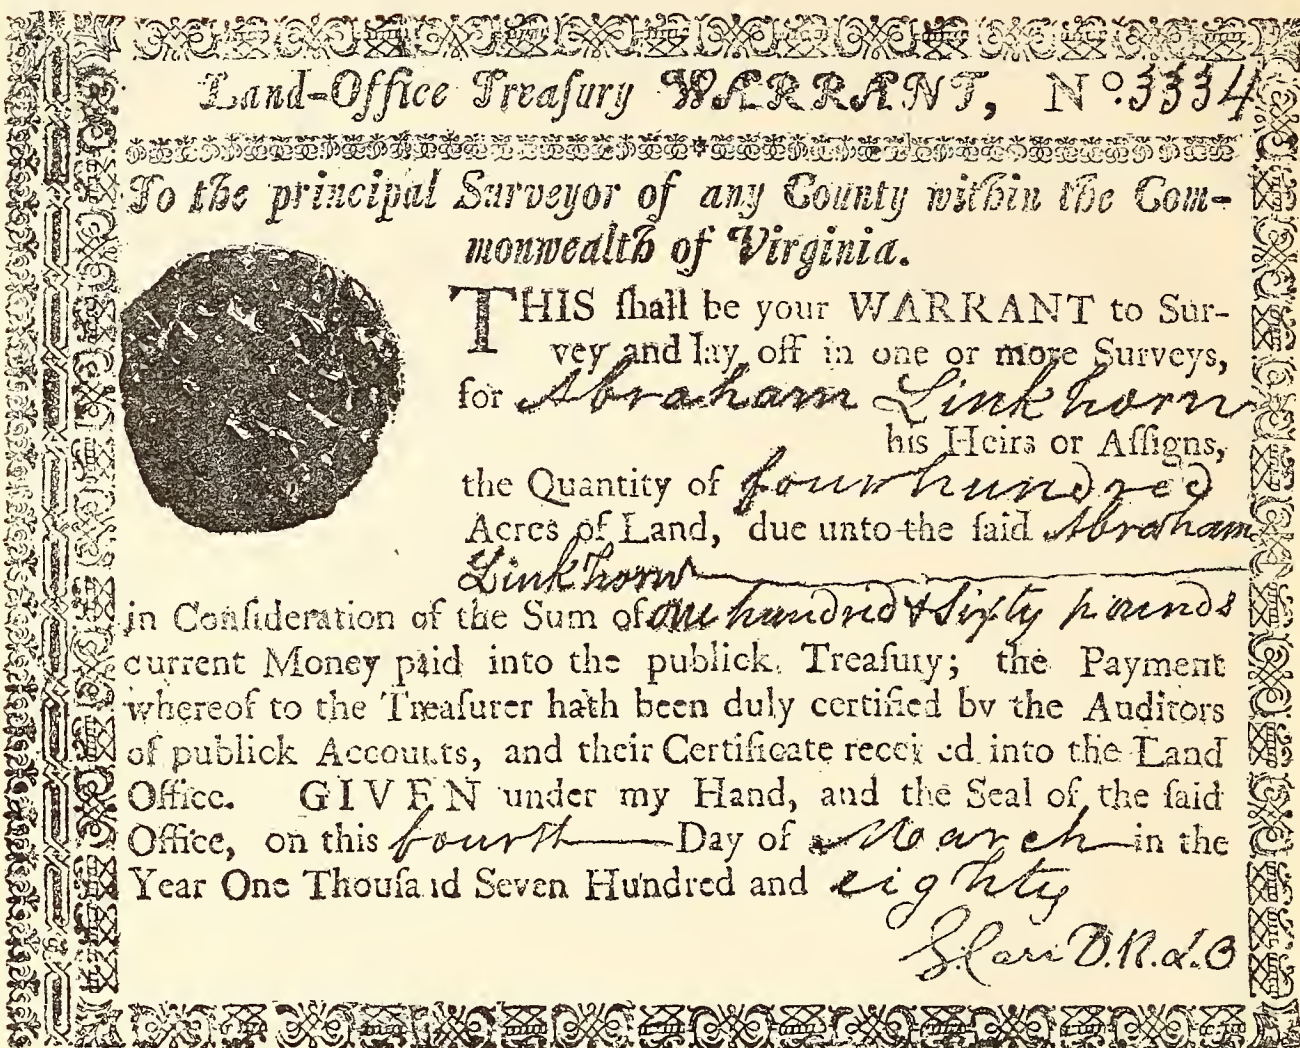 Land-Office Treaſury WARRANT, No. 3334
To the principal Surveyor of any County within the Com-
monwealth of Virginia.
THIS ſhall be your WARRANT to Sur-
vey and lay off in one or more Surveys,
for Abraham Linkhorn
his Heirs or Aſſigns,
the Quantity of four hundred
Acres of Land, due unto the ſaid Abraham
Linkhorn
in Conſideration of the Sum of one hundred & Sixty pounds
current Money paid into the publick Treaſury; the Payment
whereof to the Treaſurer hath been duly certified by the Auditors
of publick Accounts, and their Certificate received into the Land
Office. GIVEN under my Hand, and the Seal of the ſaid
Office, on this fourth Day of March in the
Year One Thouſand Seven Hundred and eighty
D.R.L.O